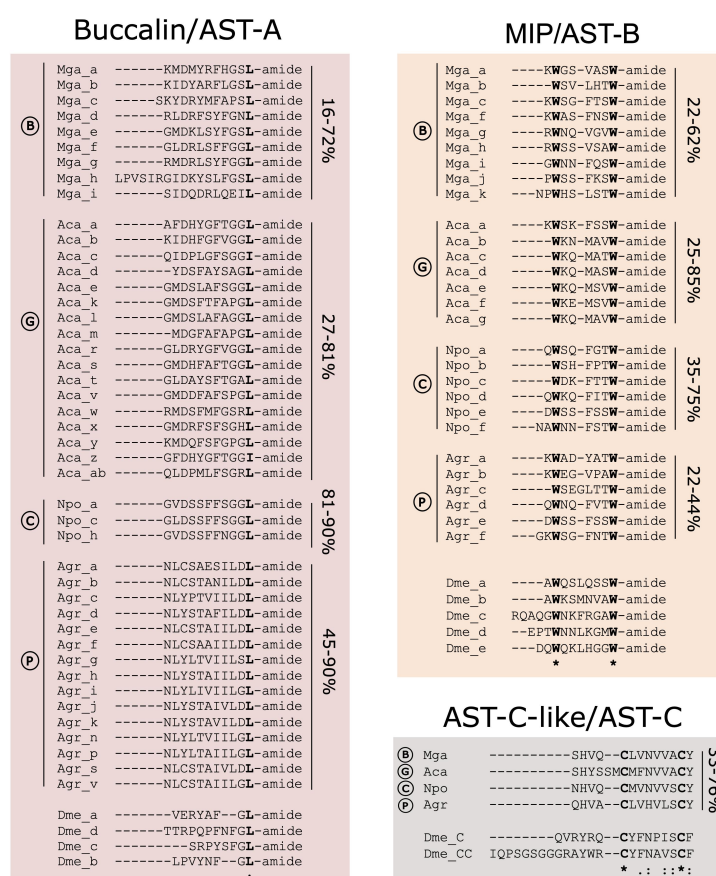 Buccalin/AST-A
B
16-72%
Mga_a ------KMDMYRFHGSL-amide
Mga_b ------KIDYARFLGSL-amide
Mga_c -----SKYDRYMFAPSL-amide
Mga_d ------RLDRFSYFGNL-amide
Mga_e ------GMDKLSYFGSL-amide
Mga_f ------GLDRLSFFGGL-amide
Mga_g ------RMDRLSYFGGL-amide
Mga_h LPVSIRGIDKYSLFGSL-amide
Mga_i ------SIDQDRLQEIL-amide
G
27-81%
Aca_a ------AFDHYGFTGGL-amide
Aca_b ------KIDHFGFVGGL-amide
Aca_c ------QIDPLGFSGGI-amide
Aca_d -------YDSFAYSAGL-amide
Aca_e ------GMDSLAFSGGL-amide
Aca_k ------GMDSFTFAPGL-amide
Aca_l ------GMDSLAFAGGL-amide
Aca_m -------MDGFAFAPGL-amide
Aca_r ------GLDRYGFVGGL-amide
Aca_s ------GMDHFAFTGGL-amide
Aca_t ------GLDAYSFTGAL-amide
Aca_v ------GMDDFAFSPGL-amide
Aca_w ------RMDSFMFGSRL-amide
Aca_x ------GMDRFSFSGHL-amide
Aca_y ------KMDQFSFGPGL-amide
Aca_z ------GFDHYGFTGGI-amide
Aca_ab ------QLDPMLFSGRL-amide
C
81-90%
Npo_a ------GVDSSFFSGGL-amide
Npo_c ------GLDSSFFSGGL-amide
Npo_h ------GVDSSFFNGGL-amide
P
45-90%
Agr_a ------NLCSAESILDL-amide
Agr_b ------NLCSTANILDL-amide
Agr_c ------NLYPTVIILDL-amide
Agr_d ------NLYSTAFILDL-amide
Agr_e ------NLCSTAIILDL-amide
Agr_f ------NLCSAAIILDL-amide
Agr_g ------NLYLTVIILSL-amide
Agr_h ------NLYSTAIILDL-amide
Agr_i ------NLYLIVIILGL-amide
Agr_j ------NLYSTAIVLDL-amide
Agr_k ------NLYSTAVILDL-amide
Agr_n ------NLYLYTVILGL-amide
Agr_p ------NLYLTAIILGL-amide
Agr_s ------NLCSTAIVLDL-amide
Agr_v ------NLCSTAIILGL-amide
Dme_a -------VERYAF--GL-amide
Dme_d ----TTRPQPFNFGL-amide
Dme_c --------SRPYSFGL-amide
Dme_b -------LPVYNF--GL-amide
MIP/AST-B
B
22-62%
Mga_a ----KWGS-VASW-amide
Mga_b -----WSV-LHTW-amide
Mga_c ----KWSG-FTSW-amide
Mga_f ----KWAS-FNSW-amide
Mga_g ----RWNQ-VGVW-amide
Mga_h ----RWSS-VSAW-amide
Mga_i ----GWNN-FQSW-amide
Mga_j ----PWSS-FKSW-amide
Mga_k ---NPWHS-LSTW-amide
G
25-85%
Aca_a ----KWSK-FSSW-amide
Aca_b -----WKN-MAVW-amide
Aca_c -----WKQ-MATW-amide
Aca_d -----WKQ-MASW-amide
Aca_e -----WKQ-MSVW-amide
Aca_f -----WKE-MSVW-amide
Aca_g -----WKQ-MAVW-amide
C
35-75%
Npo_a ----QWSQ-FGTW-amide
Npo_b -----WSH-FPTW-amide
Npo_c -----WDK-FTTW-amide
Npo_d ----QWKQ-FITW-amide
Npo_e ----DWSS-FSSW-amide
Npo_f ---NAWNN-FSTW-amide
P
22-44%
Agr_a ----KWAD-YATW-amide
Agr_b ----KWEG-VPAW-amide
Agr_c -----WSEGLTTW-amide
Agr_d ----QWNQ-FVTW-amide
Agr_e ----DWSS-FSSW-amide
Agr_f ---GKWSG-FNTW-amide
Dme_a ----AWQSLQSSW-amide
Dme_b ----AWKSMNVAW-amide
Dme_c RQAQGWNKFRGAW-amide
Dme_d --EPTWNNLKGMW-amide
Dme_e ---DQWQKLHGGW-amide
* *
AST-C-like/AST-C
B Mga ----------SHVQ--CLVNVVACY
G Aca ----------SHYSSMCMFNVVACY
C Npo ----------NHVQ--CMVNVVSCY
P Agr ----------QHVA--CLVHVLSCY
Dme_C --------QVRYRQ--CYFNPISCF
Dme_CC IQPSGSGGGRAYWR--CYFNAVSCF
* .: ::*: